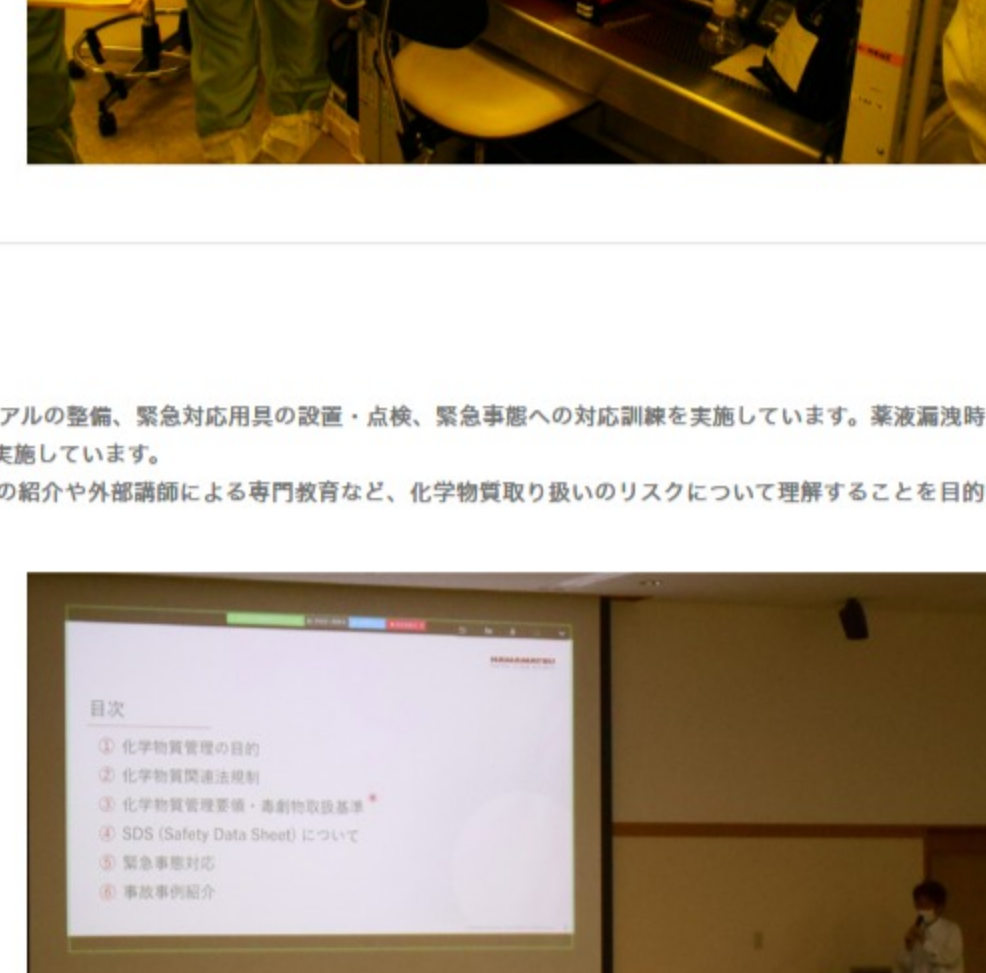 アルの整備、緊急対応用具の設置・点検、緊急事態への対応訓練を実施しています。薬液漏洩時
実施しています。
の紹介や外部講師による専門教育など、化学物質取り扱いのリスクについて理解することを目的
HAMAMATSU
目次
① 化学物質管理の目的
② 化学物質関連法規制
③ 化学物質管理要領・毒劇物取扱基準
④ SDS (Safety Data Sheet) について
⑤ 緊急事態対応
⑥ 事故事例紹介